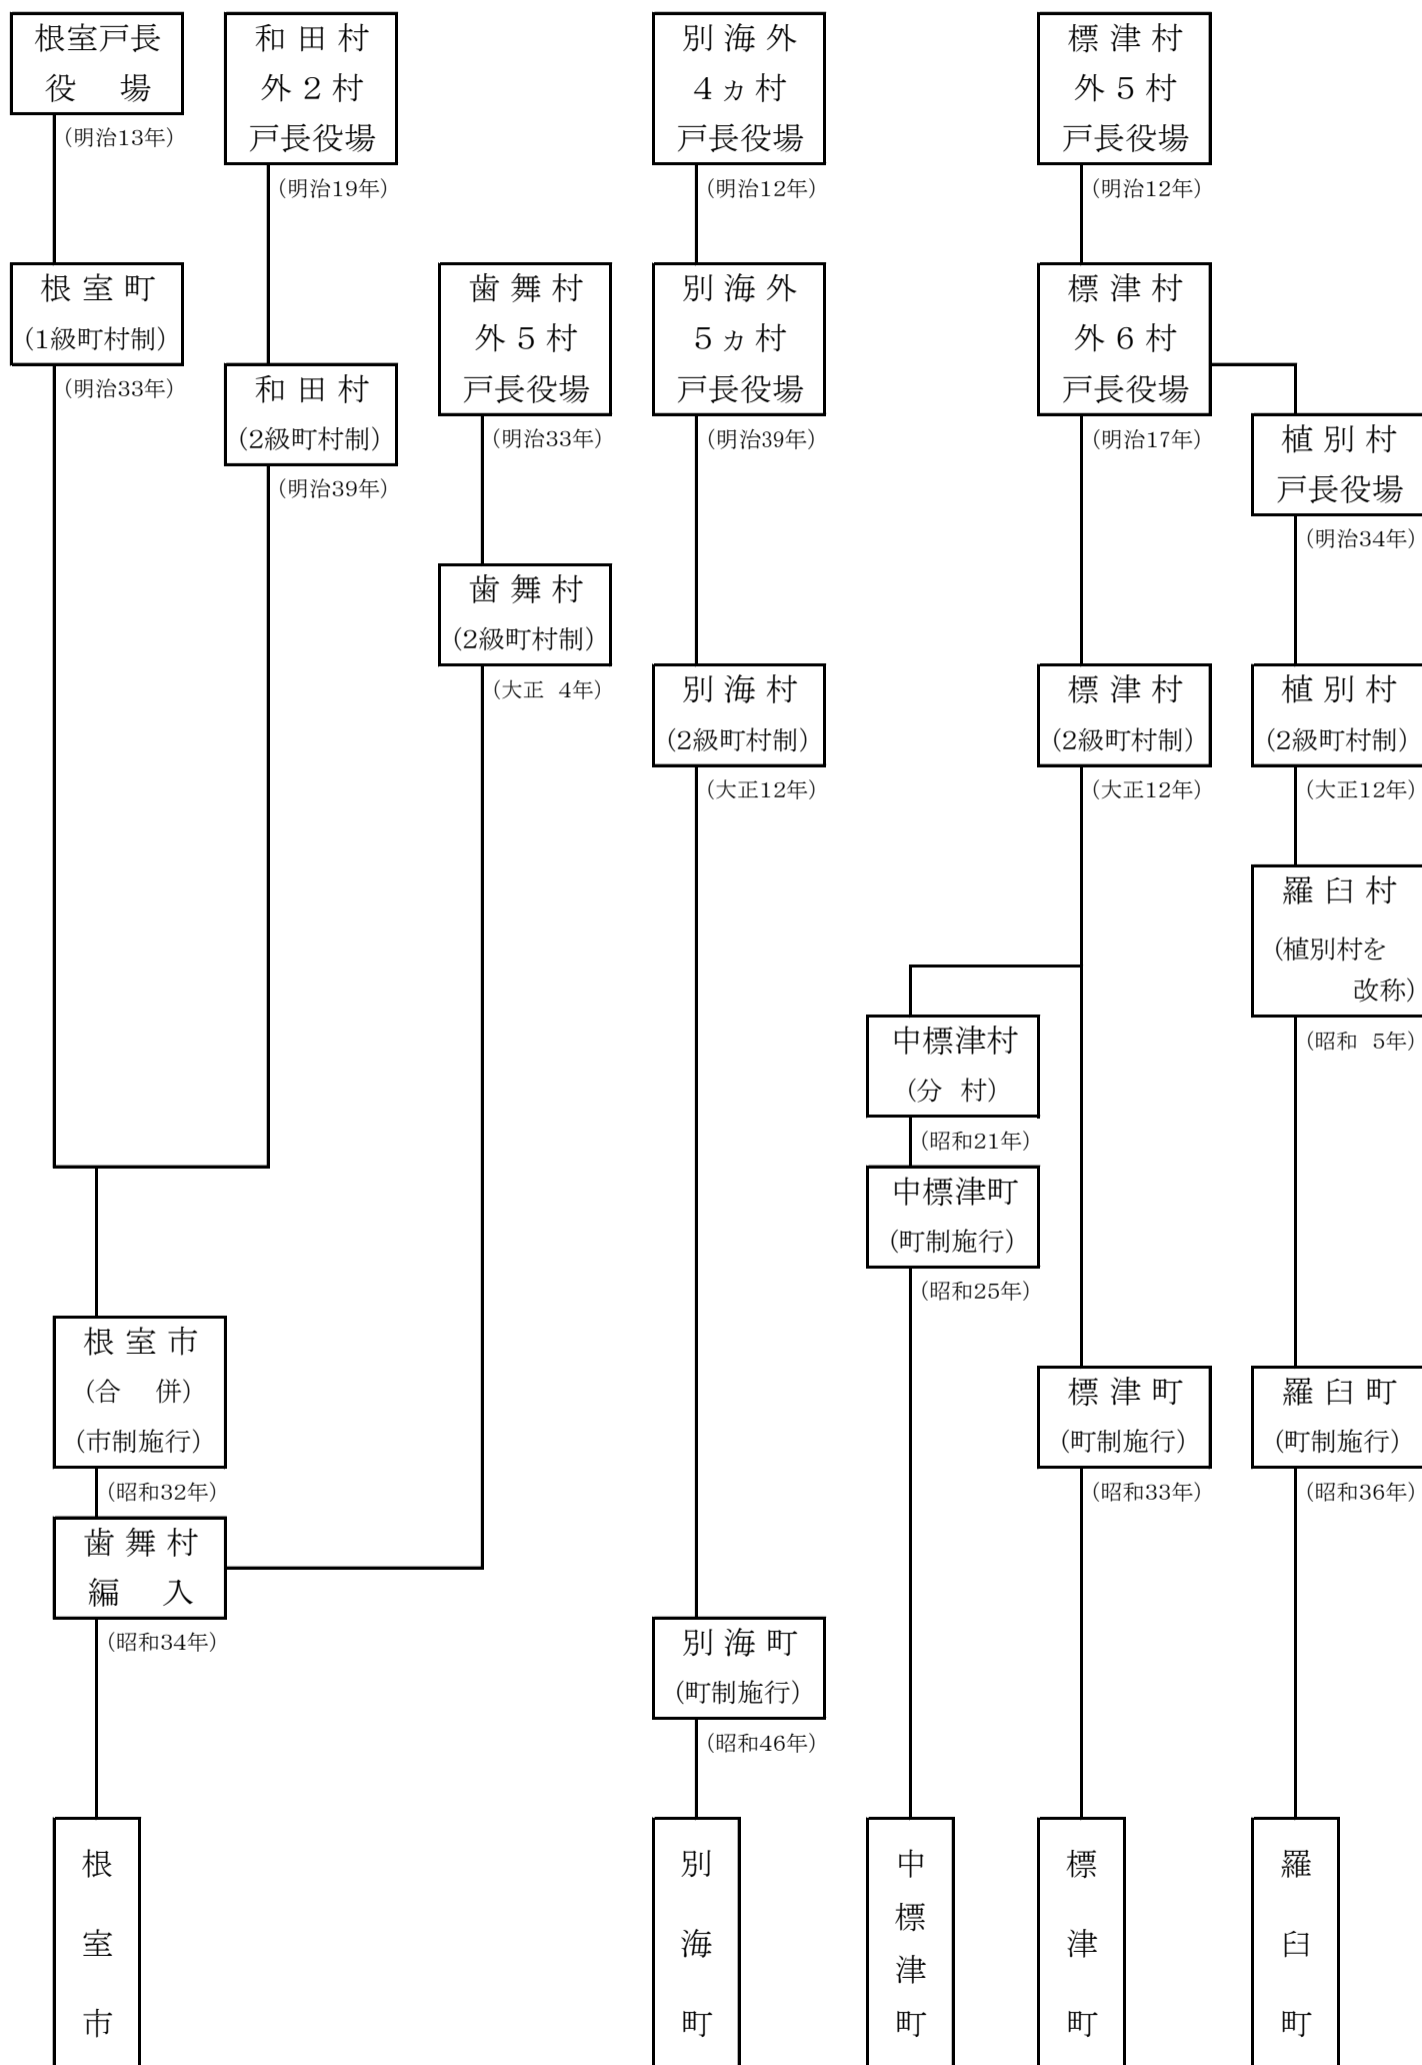 根室戸長
役　場
(明治13年)
和田村
外2村
戸長役場
(明治19年)
別海外
4ヵ村
戸長役場
(明治12年)
標津村
外5村
戸長役場
(明治12年)
根室町
(1級町村制)
(明治33年)
和田村
(2級町村制)
(明治39年)
歯舞村
外5村
戸長役場
(明治33年)
別海外
5ヵ村
戸長役場
(明治39年)
標津村
外6村
戸長役場
(明治17年)
植別村
戸長役場
(明治34年)
歯舞村
(2級町村制)
(大正 4年)
別海村
(2級町村制)
(大正12年)
標津村
(2級町村制)
(大正12年)
植別村
(2級町村制)
(大正12年)
羅臼村
(植別村を
改称)
(昭和 5年)
中標津村
(分 村)
(昭和21年)
中標津町
(町制施行)
(昭和25年)
根室市
(合　併)
(市制施行)
(昭和32年)
標津町
(町制施行)
(昭和33年)
羅臼町
(町制施行)
(昭和36年)
歯舞村
編　入
(昭和34年)
別海町
(町制施行)
(昭和46年)
根室市
別海町
中標津町
標津町
羅臼町